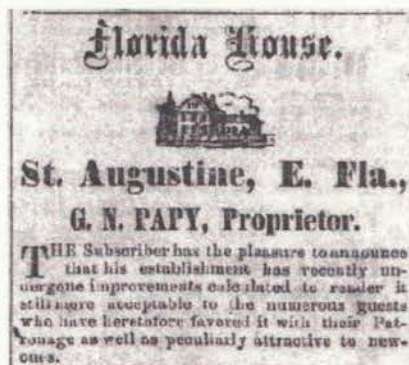 Florida House.
St. Augustine, E. Fla.,
G. N. PAPY, Proprietor.
THE Subscriber has the pleasure to announce
that his establishment has recently un-
dergone improvements calculated to render it
still more acceptable to the numerous guests
who have heretofore favored it with their Pat-
ronage as well as peculiarly attractive to new-
ones.